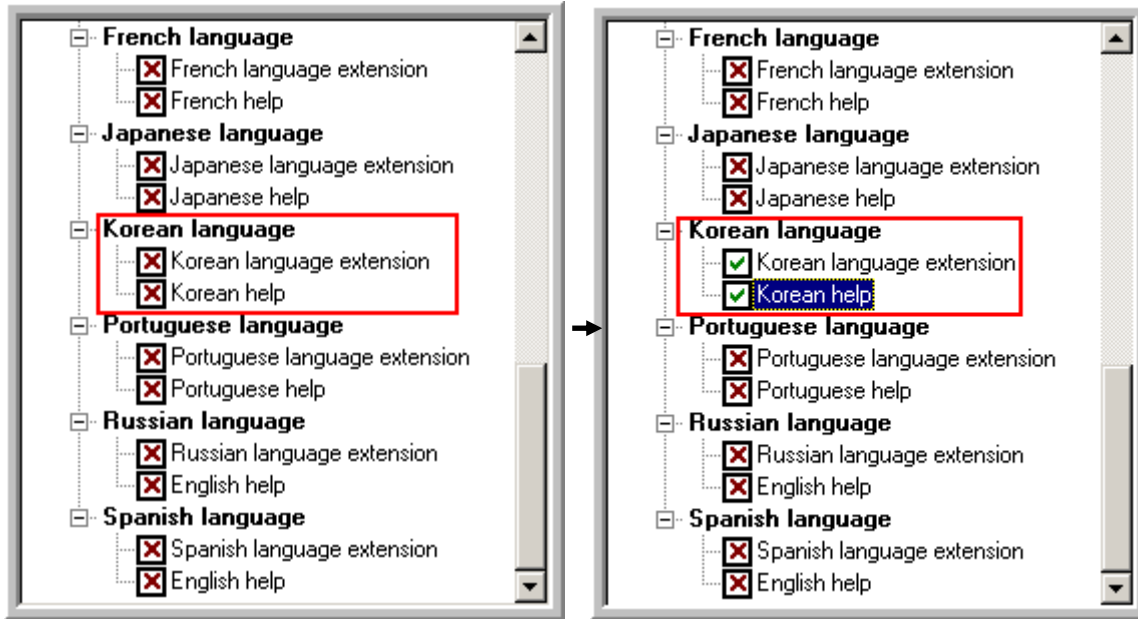 French language
French language extension
French help
Japanese language
Japanese language extension
Japanese help
Korean language
Korean language extension
Korean help
Portuguese language
Portuguese language extension
Portuguese help
Russian language
Russian language extension
English help
Spanish language
Spanish language extension
English help
French language
French language extension
French help
Japanese language
Japanese language extension
Japanese help
Korean language
Korean language extension
Korean help
Portuguese language
Portuguese language extension
Portuguese help
Russian language
Russian language extension
English help
Spanish language
Spanish language extension
English help